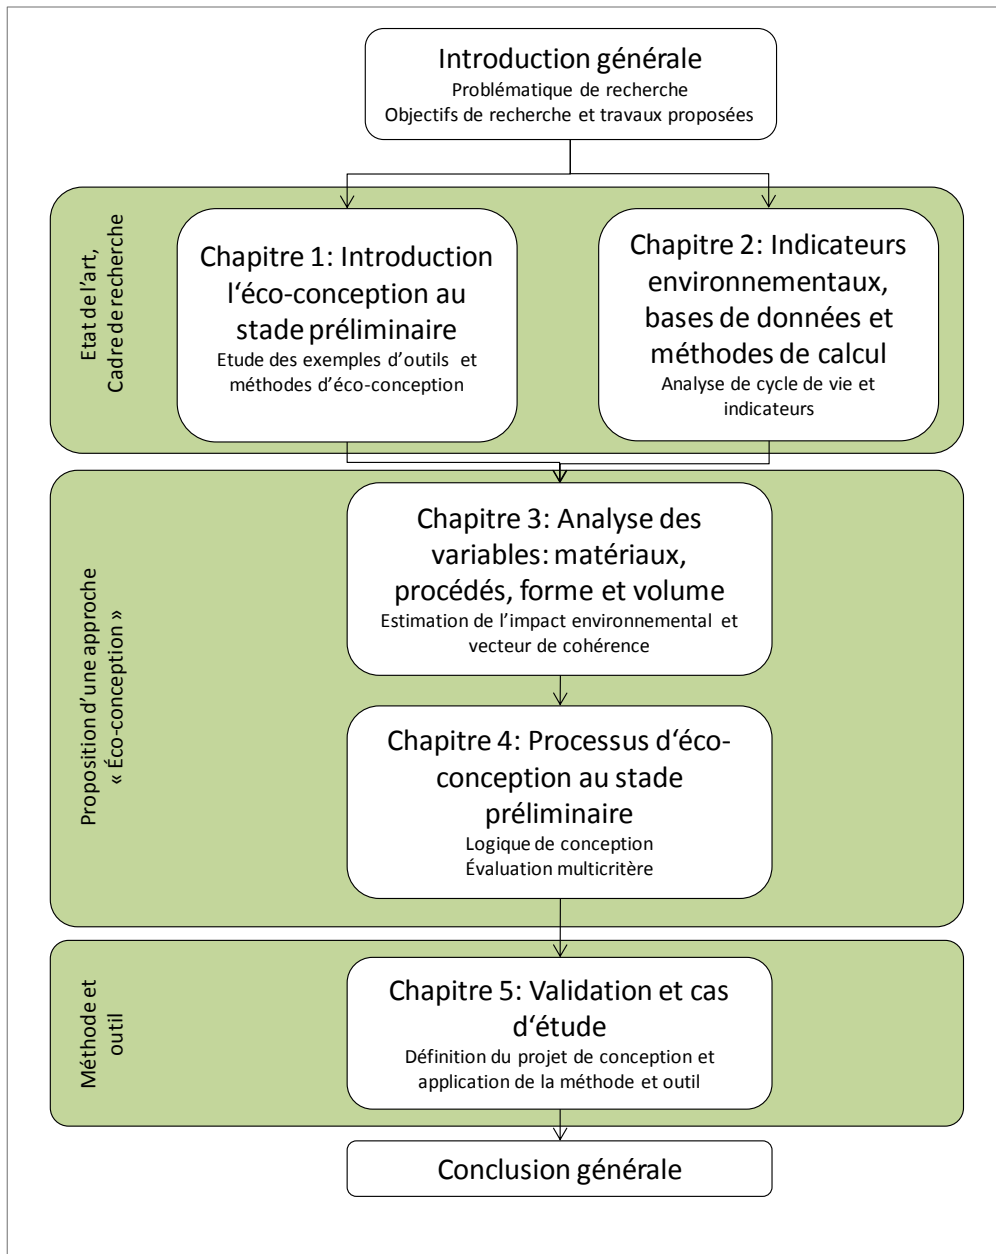 Introduction générale
Problématique de recherche
Objectifs de recherche et travaux proposées
Etat de l’art,
Cadre de recherche
Chapitre 1: Introduction
l‘éco-conception au
stade préliminaire
Etude des exemples d’outils et
méthodes d’éco-conception
Chapitre 2: Indicateurs
environnementaux,
bases de données et
méthodes de calcul
Analyse de cycle de vie et
indicateurs
Proposition d’une approche
« Éco-conception »
Chapitre 3: Analyse des
variables: matériaux,
procédés, forme et volume
Estimation de l’impact environnemental et
vecteur de cohérence
Chapitre 4: Processus d‘éco-
conception au stade
préliminaire
Logique de conception
Évaluation multicritère
Méthode et
outil
Chapitre 5: Validation et cas
d‘étude
Définition du projet de conception et
application de la méthode et outil
Conclusion générale